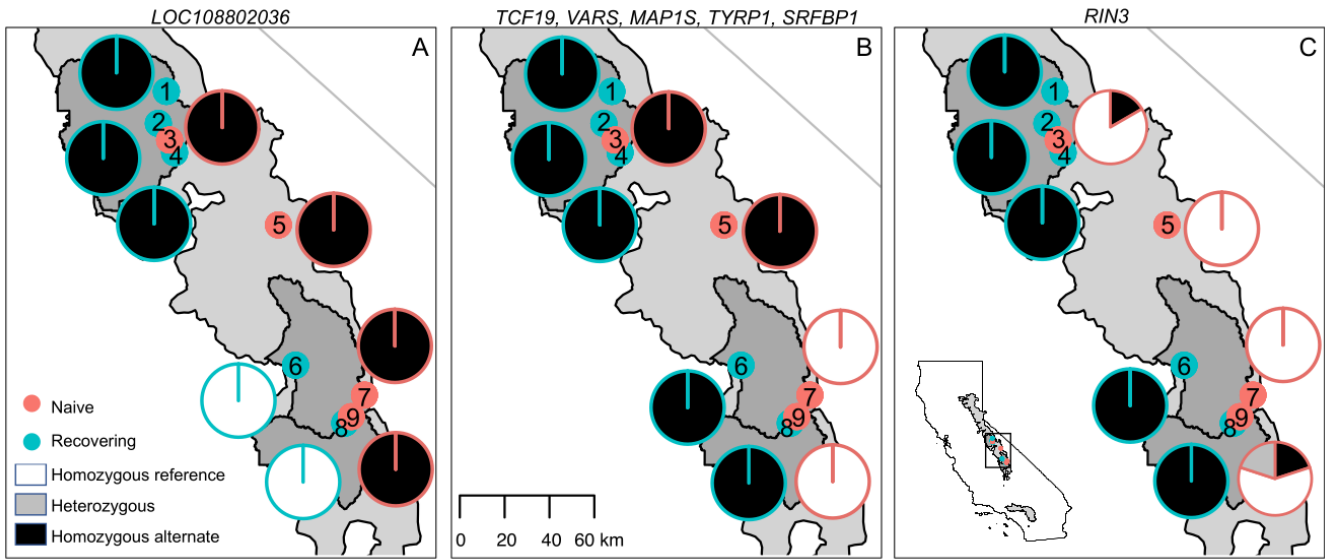 LOC108802036
TCF19, VARS, MAP1S, TYRP1, SRFBP1
RIN3
A
1
2
3
4
5
6
7
9
8
Naive
Recovering
Homozygous reference
Heterozygous
Homozygous alternate
B
1
2
3
4
5
6
7
9
8
0 20 40 60 km
C
1
2
3
4
5
6
7
9
8